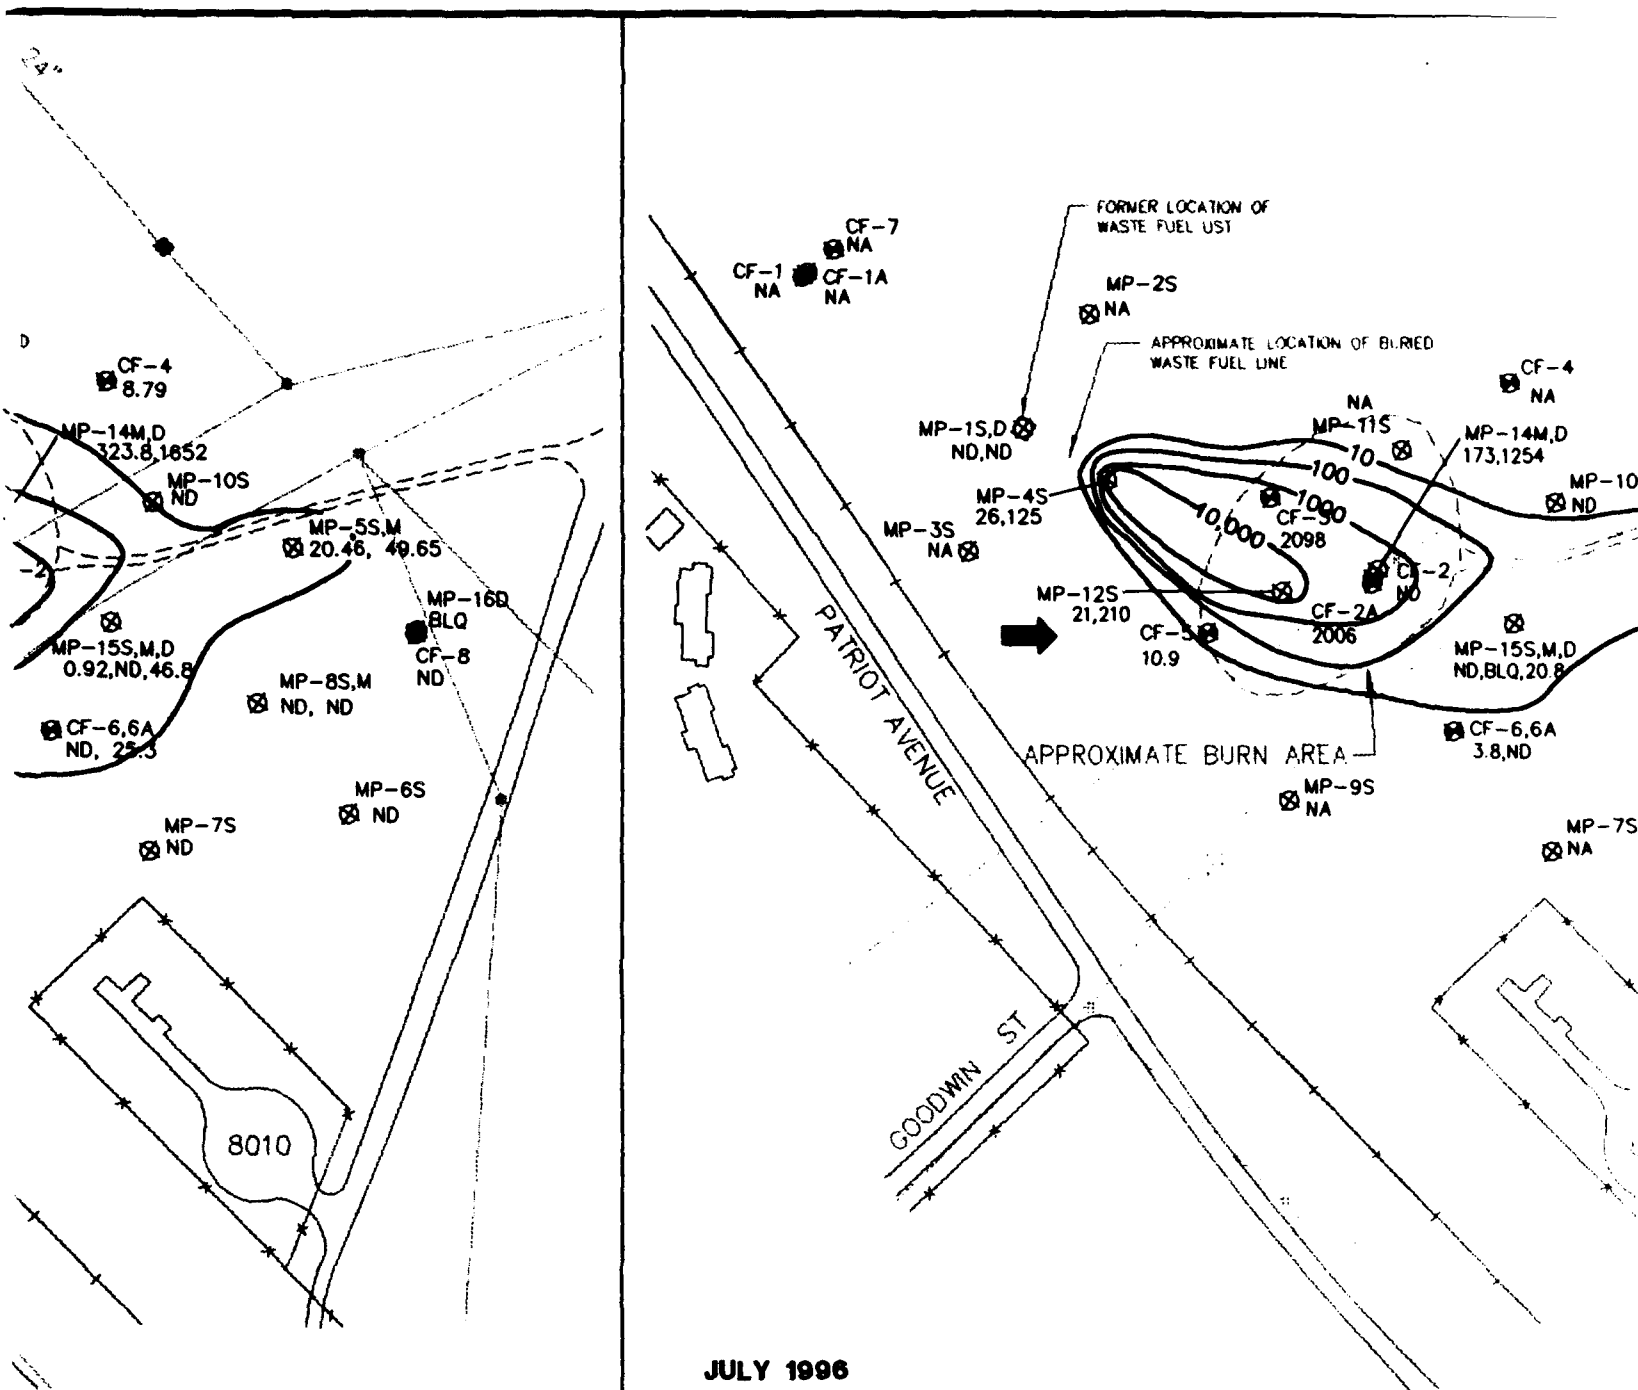 24"
D
CF-4
8.79
MP-14M,D
323.8,1652
MP-10S
ND
MP-5S,M
20.46, 49.65
MP-16D
BLQ
CF-8
ND
MP-15S,M,D
0.92,ND,46.8
MP-8S,M
ND, ND
CF-6,6A
ND, 25.3
MP-6S
ND
MP-7S
ND
8010
FORMER LOCATION OF
WASTE FUEL UST
CF-7
NA
CF-1
NA
CF-1A
NA
MP-2S
NA
APPROXIMATE LOCATION OF BURIED
WASTE FUEL LINE
CF-4
NA
MP-1S,D
ND,ND
NA
MP-11S
MP-14M,D
173,1254
10
100
1000
10,000
MP-4S
26,125
CF-3
2098
MP-10
ND
MP-3S
NA
CF-2
ND
MP-12S
21,210
CF-2A
2006
CF-5
10.9
MP-15S,M,D
ND,BLQ,20.8
CF-6,6A
3.8,ND
APPROXIMATE BURN AREA
MP-9S
NA
MP-7S
NA
PATRIOT AVENUE
GOODWIN ST
JULY 1996